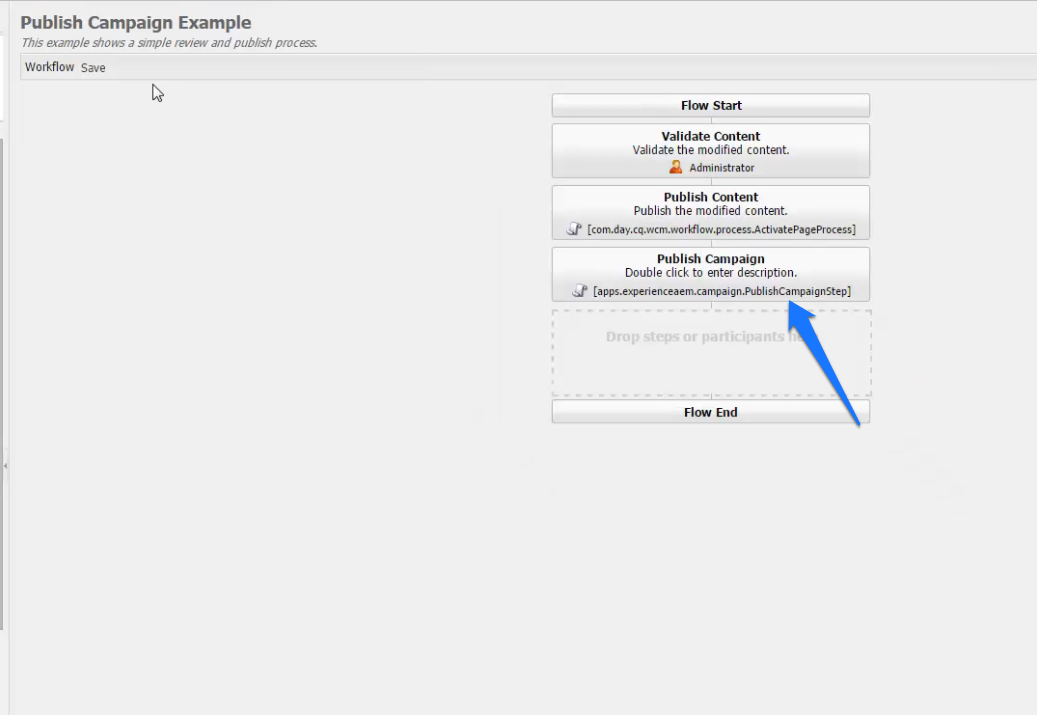 Publish Campaign Example
This example shows a simple review and publish process.
Workflow Save
Flow Start
Validate Content
Validate the modified content.
Administrator
Publish Content
Publish the modified content.
[com.day.cq.wcm.workflow.process.ActivatePageProcess]
Publish Campaign
Double click to enter description.
[apps.experienceaem.campaign.PublishCampaignStep]
Drop steps or participants
Flow End